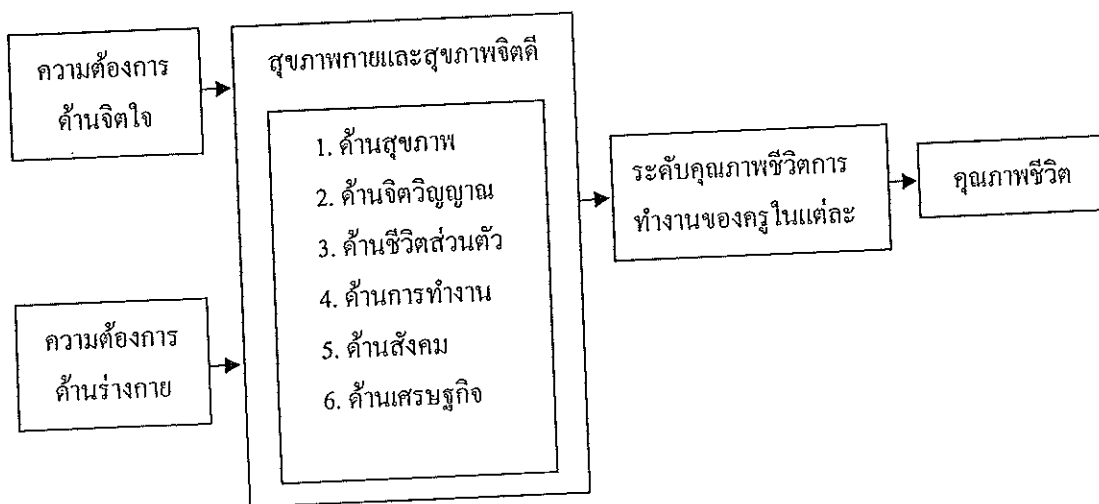 ความต้องการ
ด้านจิตใจ
ความต้องการ
ด้านร่างกาย
สุขภาพกายและสุขภาพจิตดี
1. ด้านสุขภาพ
2. ด้านจิตวิญญาณ
3. ด้านชีวิตส่วนตัว
4. ด้านการทำงาน
5. ด้านสังคม
6. ด้านเศรษฐกิจ
ระดับคุณภาพชีวิตการ
ทำงานของครูในแต่ละ
คุณภาพชีวิต